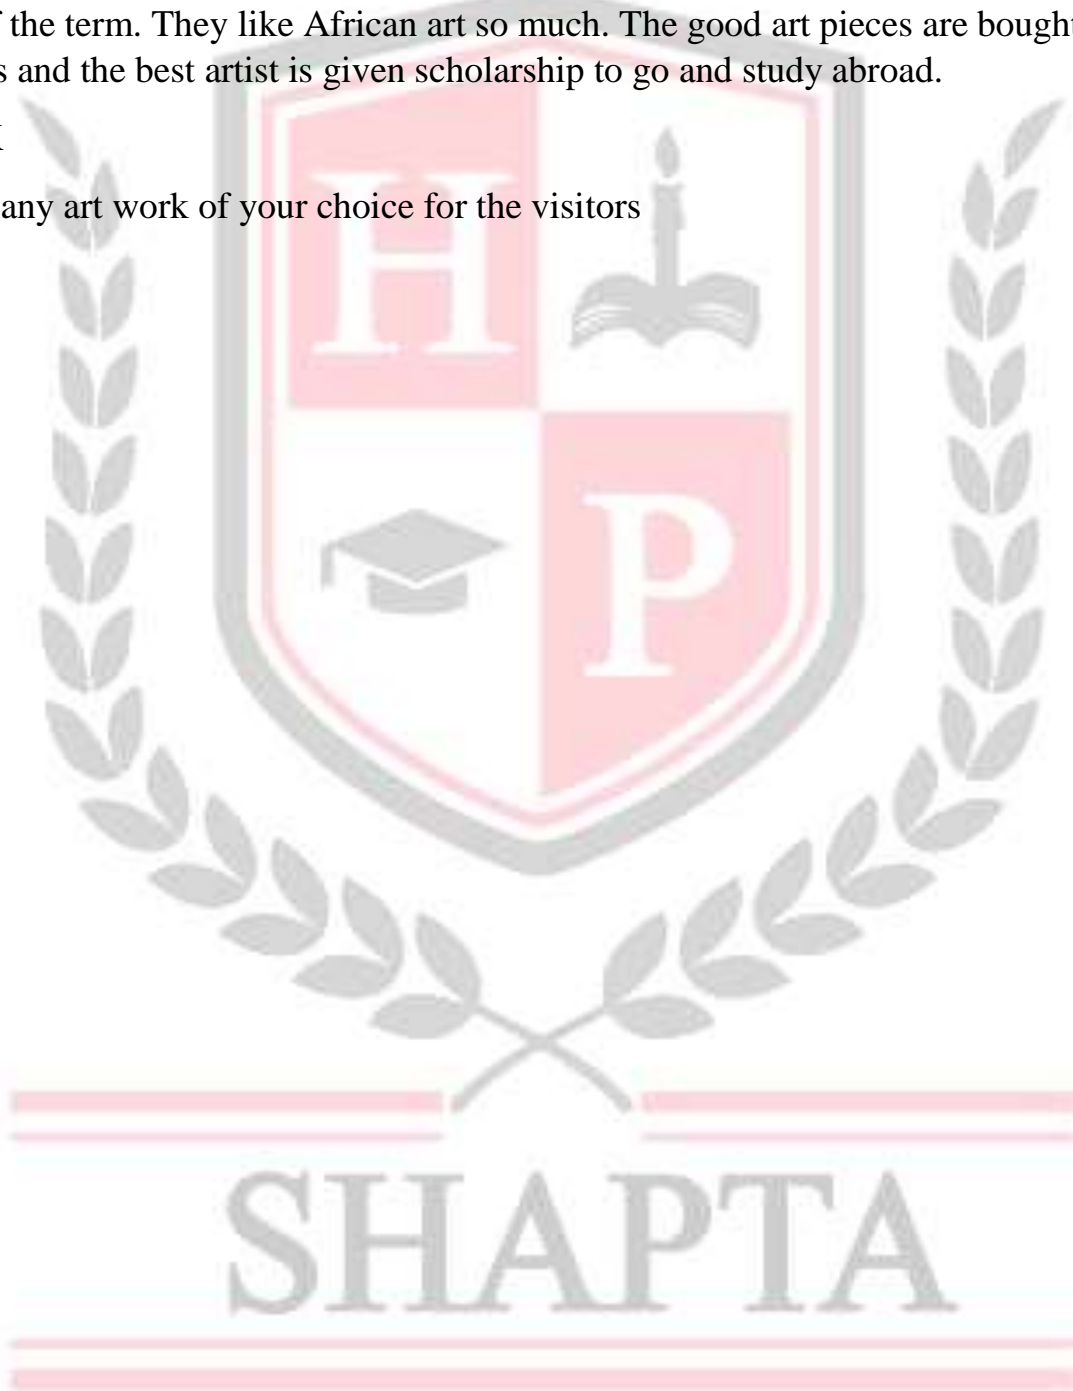 f the term. They like African art so much. The good art pieces are bought
s and the best artist is given scholarship to go and study abroad.
any art work of your choice for the visitors
H
P
SHAPTA